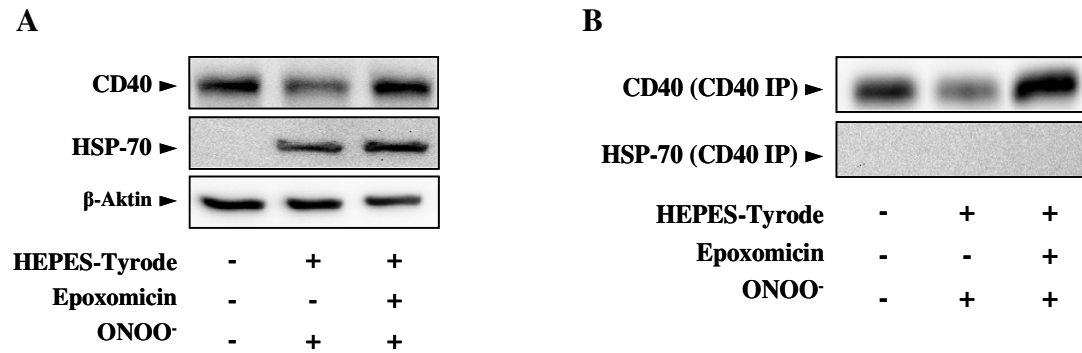 A
CD40 ►
HSP-70 ►
β-Aktin ►
HEPES-Tyrode - + +
Epoxomicin - - +
ONOO⁻ - + +
B
CD40 (CD40 IP) ►
HSP-70 (CD40 IP) ►
HEPES-Tyrode - + +
Epoxomicin - - +
ONOO⁻ - + +